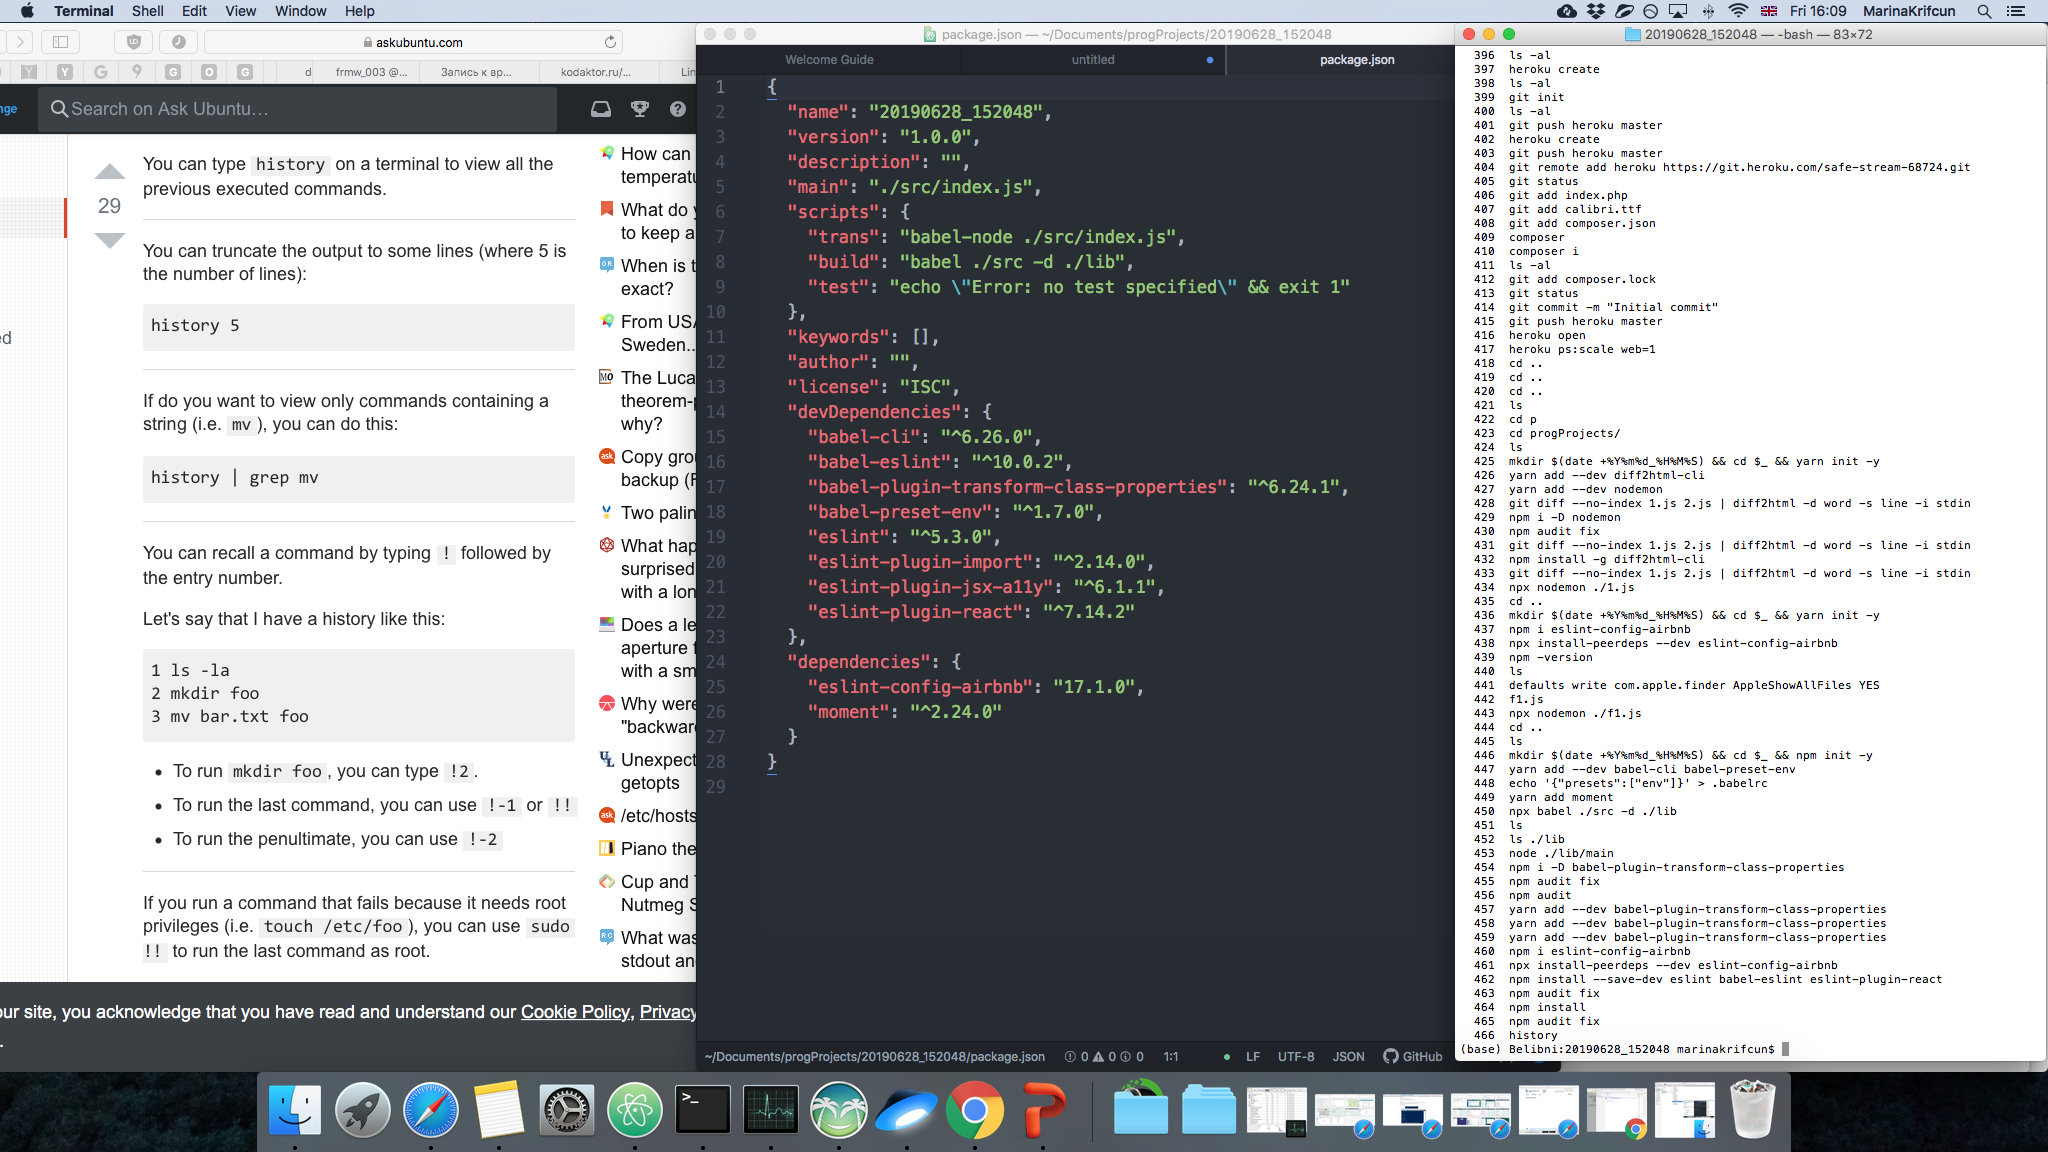 Terminal Shell Edit View Window Help
Fri 16:09 MarinaKrifcun
askubuntu.com
frmw_003 @... Запись к вр... kodaktor.ru/... Lin
nge
Search on Ask Ubuntu…
29
You can type history on a terminal to view all the
previous executed commands.
You can truncate the output to some lines (where 5 is
the number of lines):
history 5
If do you want to view only commands containing a
string (i.e. mv ), you can do this:
history | grep mv
You can recall a command by typing ! followed by
the entry number.
Let's say that I have a history like this:
1 ls -la
2 mkdir foo
3 mv bar.txt foo
• To run mkdir foo , you can type !2 .
• To run the last command, you can use !-1 or !!
• To run the penultimate, you can use !-2
If you run a command that fails because it needs root
privileges (i.e. touch /etc/foo ), you can use sudo
!! to run the last command as root.
How can
temperatu
What do y
to keep a
When is t
exact?
From USA
Sweden...
The Luca
theorem-p
why?
Copy grou
backup (F
Two palin
What hap
surprised
with a lon
Does a le
aperture f
with a sm
Why were
"backwar
Unexpect
getopts
/etc/hosts
Piano the
Cup and T
Nutmeg S
What was
stdout an
our site, you acknowledge that you have read and understand our Cookie Policy, Privacy
.
package.json — ~/Documents/progProjects/20190628_152048
Welcome Guide untitled package.json
1 {
2 "name": "20190628_152048",
3 "version": "1.0.0",
4 "description": "",
5 "main": "./src/index.js",
6 "scripts": {
7 "trans": "babel-node ./src/index.js",
8 "build": "babel ./src -d ./lib",
9 "test": "echo \"Error: no test specified\" && exit 1"
10 },
11 "keywords": [],
12 "author": "",
13 "license": "ISC",
14 "devDependencies": {
15 "babel-cli": "^6.26.0",
16 "babel-eslint": "^10.0.2",
17 "babel-plugin-transform-class-properties": "^6.24.1",
18 "babel-preset-env": "^1.7.0",
19 "eslint": "^5.3.0",
20 "eslint-plugin-import": "^2.14.0",
21 "eslint-plugin-jsx-a11y": "^6.1.1",
22 "eslint-plugin-react": "^7.14.2"
23 },
24 "dependencies": {
25 "eslint-config-airbnb": "17.1.0",
26 "moment": "^2.24.0"
27 }
28 }
29
~/Documents/progProjects/20190628_152048/package.json 0 0 0 1:1 LF UTF-8 JSON GitHub
20190628_152048 — -bash — 83×72
396 ls -al
397 heroku create
398 ls -al
399 git init
400 ls -al
401 git push heroku master
402 heroku create
403 git push heroku master
404 git remote add heroku https://git.heroku.com/safe-stream-68724.git
405 git status
406 git add index.php
407 git add calibri.ttf
408 git add composer.json
409 composer
410 composer i
411 ls -al
412 git add composer.lock
413 git status
414 git commit -m "Initial commit"
415 git push heroku master
416 heroku open
417 heroku ps:scale web=1
418 cd ..
419 cd ..
420 cd ..
421 ls
422 cd p
423 cd progProjects/
424 ls
425 mkdir $(date +%Y%m%d_%H%M%S) && cd $_ && yarn init -y
426 yarn add --dev diff2html-cli
427 yarn add --dev nodemon
428 git diff --no-index 1.js 2.js | diff2html -d word -s line -i stdin
429 npm i -D nodemon
430 npm audit fix
431 git diff --no-index 1.js 2.js | diff2html -d word -s line -i stdin
432 npm install -g diff2html-cli
433 git diff --no-index 1.js 2.js | diff2html -d word -s line -i stdin
434 npx nodemon ./1.js
435 cd ..
436 mkdir $(date +%Y%m%d_%H%M%S) && cd $_ && yarn init -y
437 npm i eslint-config-airbnb
438 npx install-peerdeps --dev eslint-config-airbnb
439 npm -version
440 ls
441 defaults write com.apple.finder AppleShowAllFiles YES
442 f1.js
443 npx nodemon ./f1.js
444 cd ..
445 ls
446 mkdir $(date +%Y%m%d_%H%M%S) && cd $_ && npm init -y
447 yarn add --dev babel-cli babel-preset-env
448 echo '{"presets":["env"]}' > .babelrc
449 yarn add moment
450 npx babel ./src -d ./lib
451 ls
452 ls ./lib
453 node ./lib/main
454 npm i -D babel-plugin-transform-class-properties
455 npm audit fix
456 npm audit
457 yarn add --dev babel-plugin-transform-class-properties
458 yarn add --dev babel-plugin-transform-class-properties
459 yarn add --dev babel-plugin-transform-class-properties
460 npm i eslint-config-airbnb
461 npx install-peerdeps --dev eslint-config-airbnb
462 npm install --save-dev eslint babel-eslint eslint-plugin-react
463 npm audit fix
464 npm install
465 npm audit fix
466 history
(base) Belibni:20190628_152048 marinakrifcun$